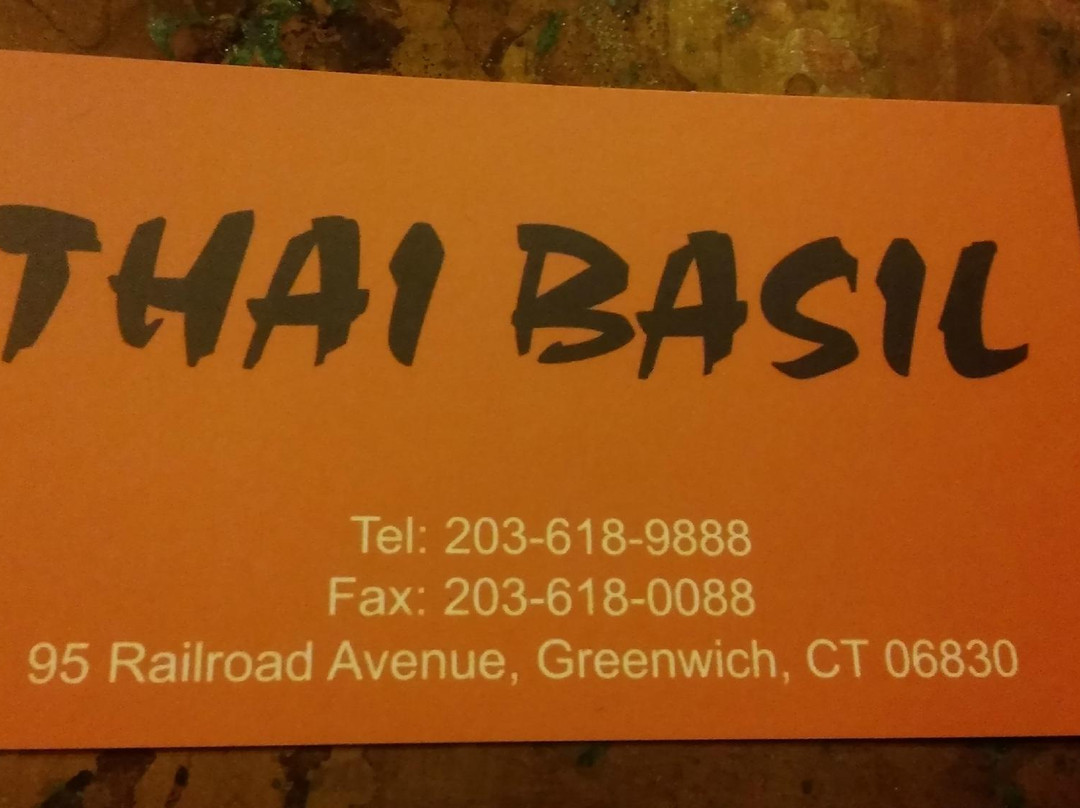 THAI BASIL
Tel: 203-618-9888
Fax: 203-618-0088
95 Railroad Avenue, Greenwich, CT 06830